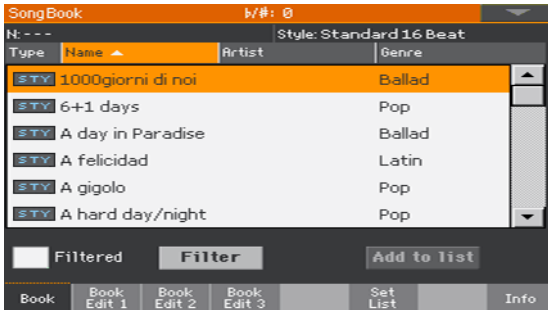 SongBook ♭/#: 0
N:--- Style: Standard 16 Beat
Type Name Artist Genre
STY 1000giorni di noi Ballad
STY 6+1 days Pop
STY A day in Paradise Ballad
STY A felicidad Latin
STY A gigolo Pop
STY A hard day/night Pop
Filtered Filter Add to list
Book Book Edit 1 Book Edit 2 Book Edit 3 Set List Info